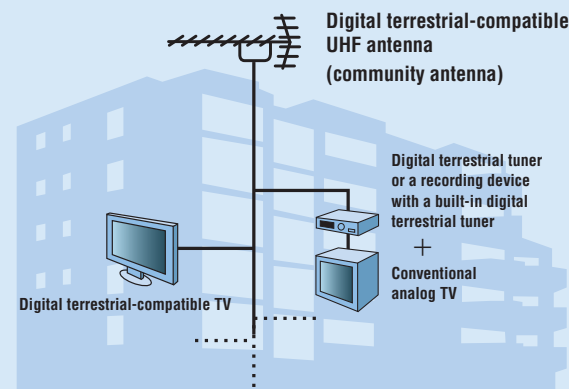 Digital terrestrial-compatible
UHF antenna
(community antenna)
Digital terrestrial tuner
or a recording device
with a built-in digital
terrestrial tuner
+
Conventional
analog TV
Digital terrestrial-compatible TV